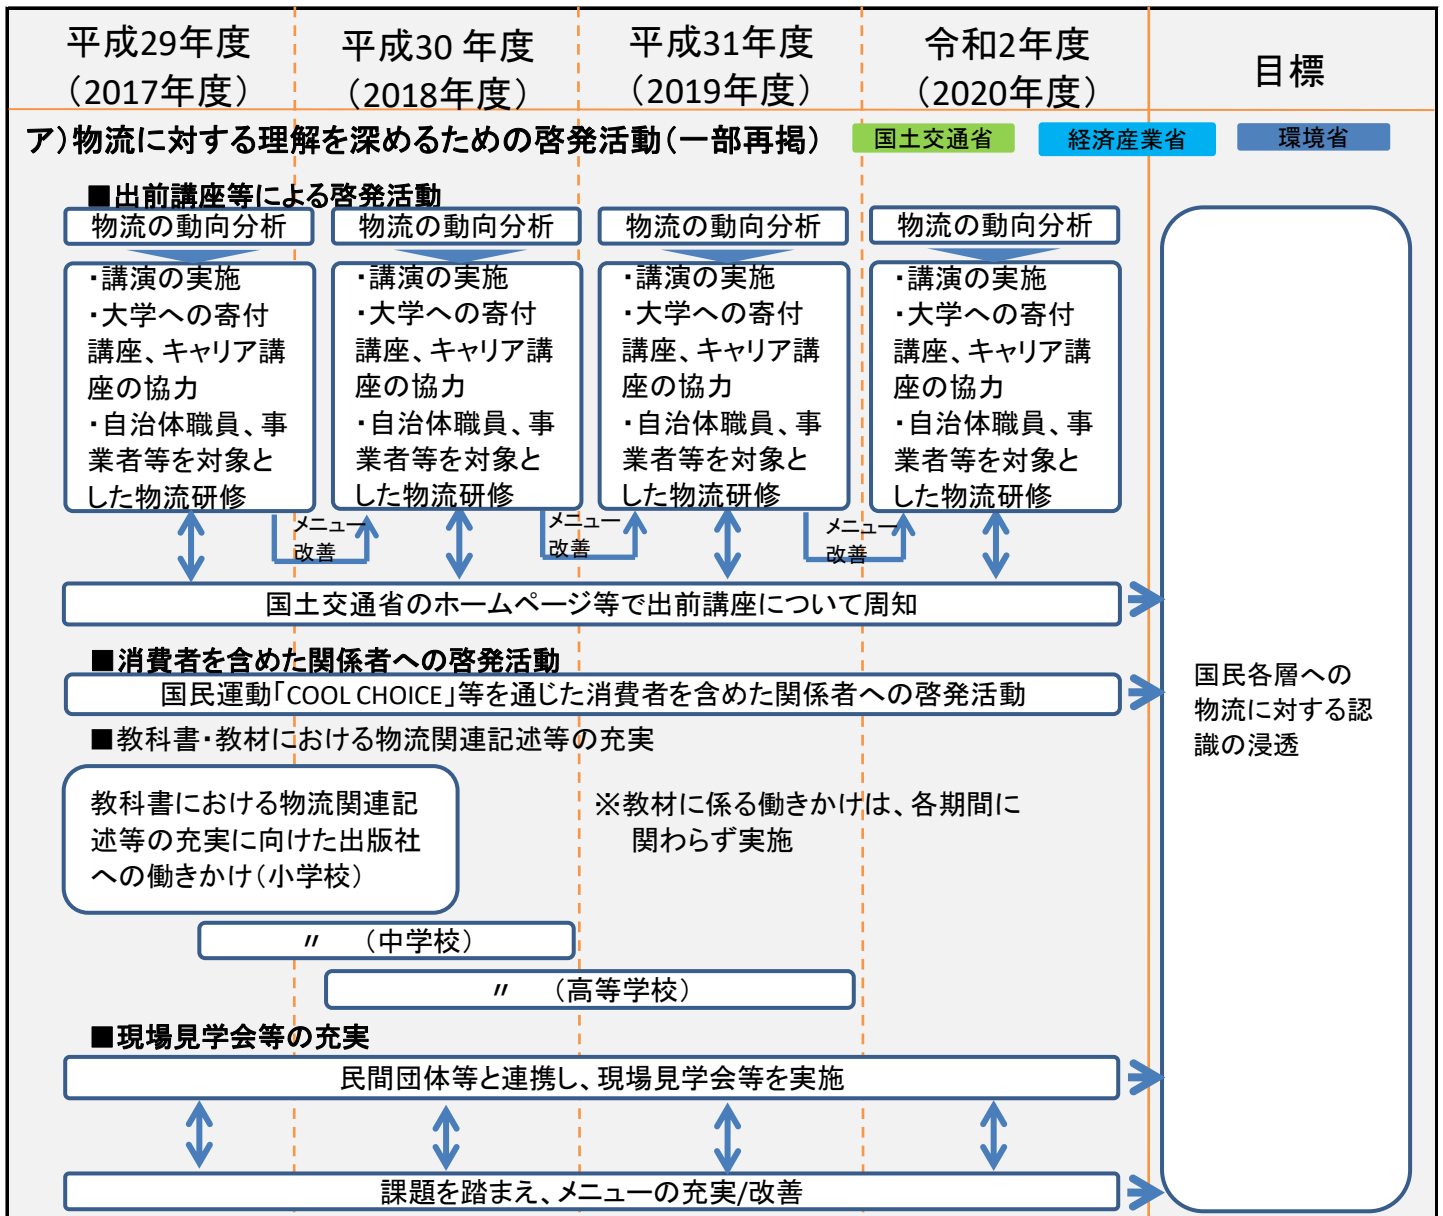 平成29年度
（2017年度）
平成30 年度
（2018年度）
平成31年度
（2019年度）
令和2年度
（2020年度）
目標
ア）物流に対する理解を深めるための啓発活動（一部再掲）
国土交通省
経済産業省
環境省
■出前講座等による啓発活動
物流の動向分析
物流の動向分析
物流の動向分析
物流の動向分析
・講演の実施
・大学への寄付
講座、キャリア講
座の協力
・自治体職員、事
業者等を対象と
した物流研修
・講演の実施
・大学への寄付
講座、キャリア講
座の協力
・自治体職員、事
業者等を対象と
した物流研修
・講演の実施
・大学への寄付
講座、キャリア講
座の協力
・自治体職員、事
業者等を対象と
した物流研修
・講演の実施
・大学への寄付
講座、キャリア講
座の協力
・自治体職員、事
業者等を対象と
した物流研修
メニュー
改善
メニュー
改善
メニュー
改善
国土交通省のホームページ等で出前講座について周知
■消費者を含めた関係者への啓発活動
国民運動「COOL CHOICE」等を通じた消費者を含めた関係者への啓発活動
■教科書・教材における物流関連記述等の充実
教科書における物流関連記
述等の充実に向けた出版社
への働きかけ（小学校）
※教材に係る働きかけは、各期間に
関わらず実施
〃　（中学校）
〃　（高等学校）
■現場見学会等の充実
民間団体等と連携し、現場見学会等を実施
課題を踏まえ、メニューの充実/改善
国民各層への
物流に対する認
識の浸透